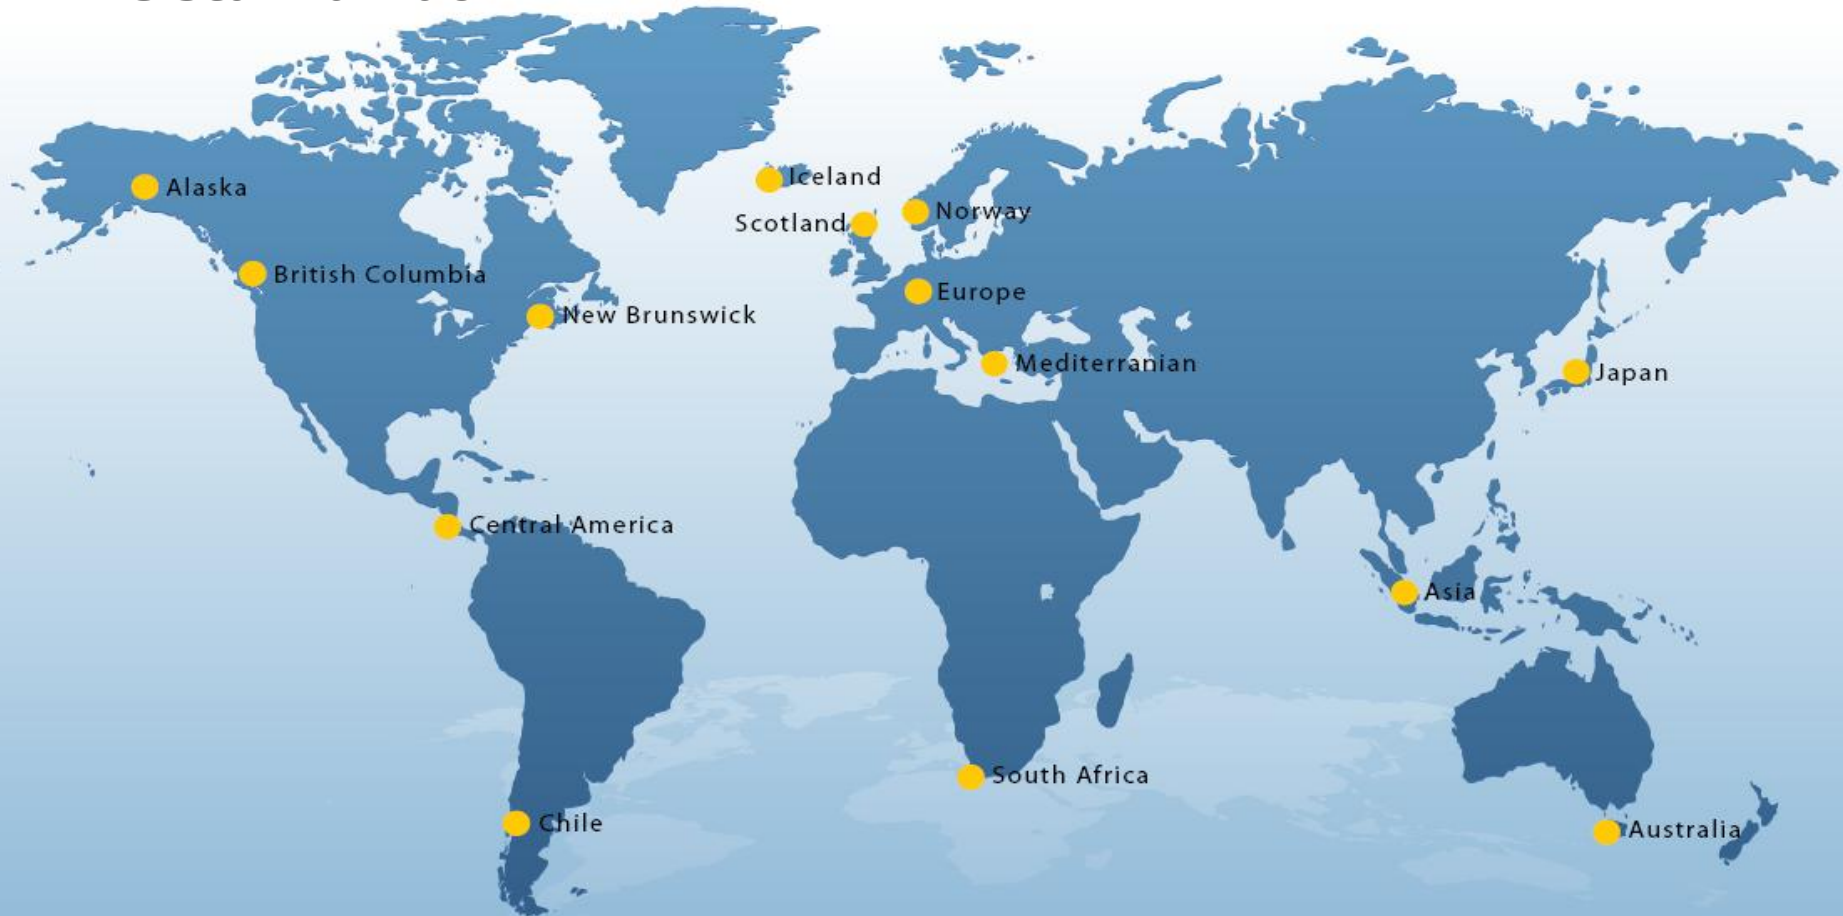 Alaska
Iceland
Norway
Scotland
British Columbia
Europe
New Brunswick
Mediterranian
Japan
Central America
Asia
South Africa
Chile
Australia